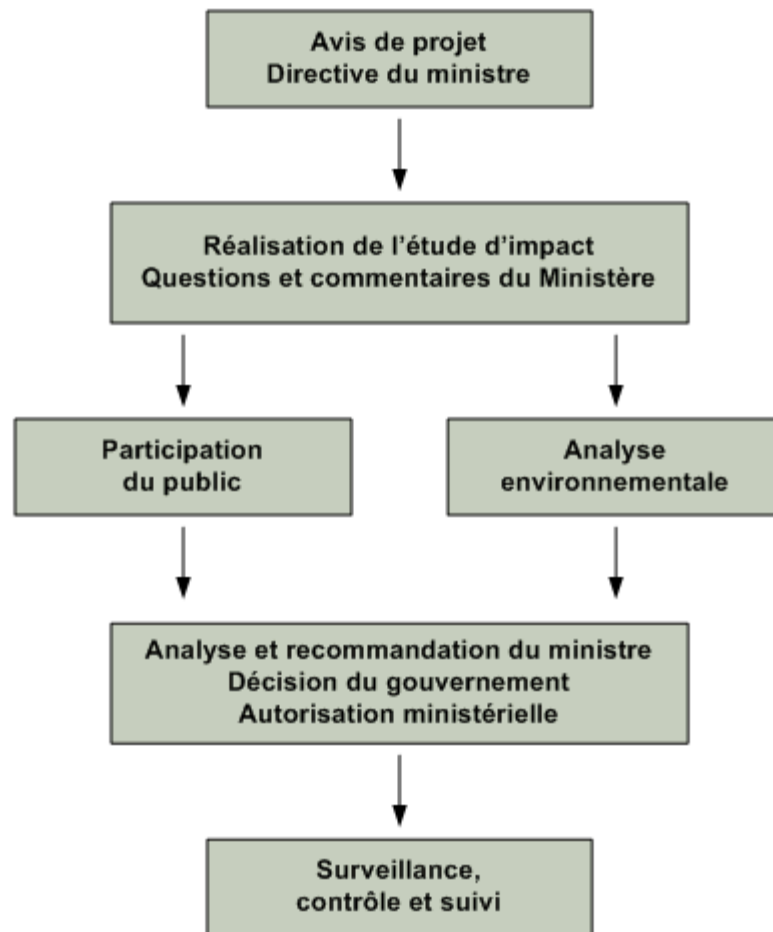 Avis de projet
Directive du ministre
Réalisation de l’étude d’impact
Questions et commentaires du Ministère
Participation
du public
Analyse
environnementale
Analyse et recommandation du ministre
Décision du gouvernement
Autorisation ministérielle
Surveillance,
contrôle et suivi